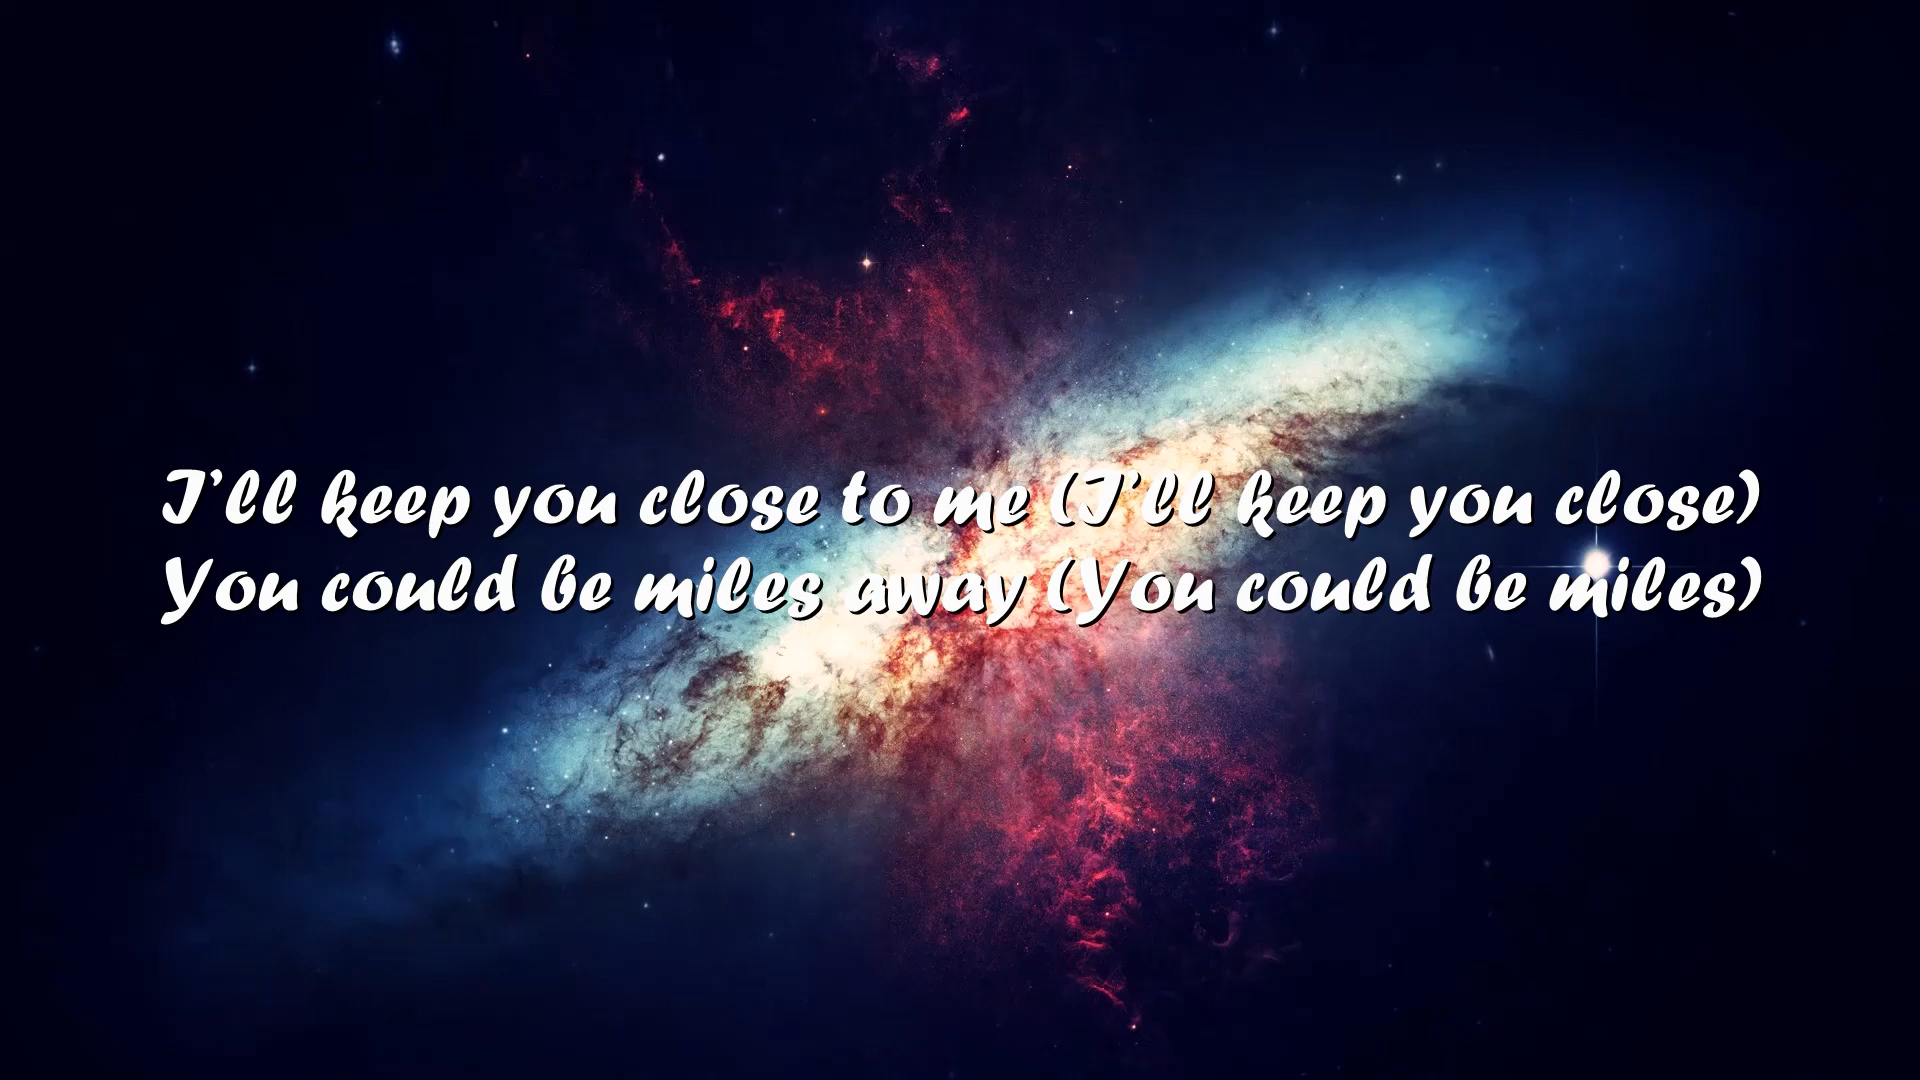 I’ll keep you close to me (I’ll keep you close)
You could be miles away (You could be miles)